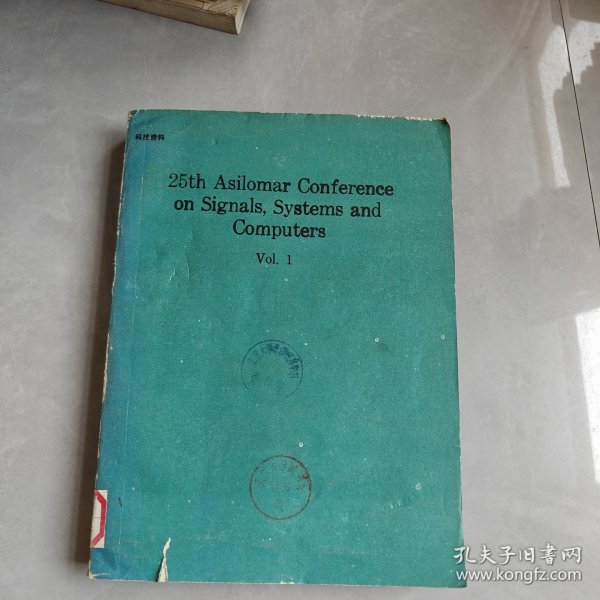 科技资料
25th Asilomar Conference
on Signals, Systems and
Computers
Vol. 1
孔夫子旧书网
www.kongfz.com